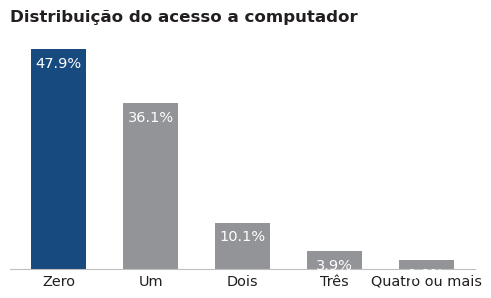 Distribuição do acesso a computador
47.9%
36.1%
10.1%
3.9%
Zero
Um
Dois
Três
Quatro ou mais